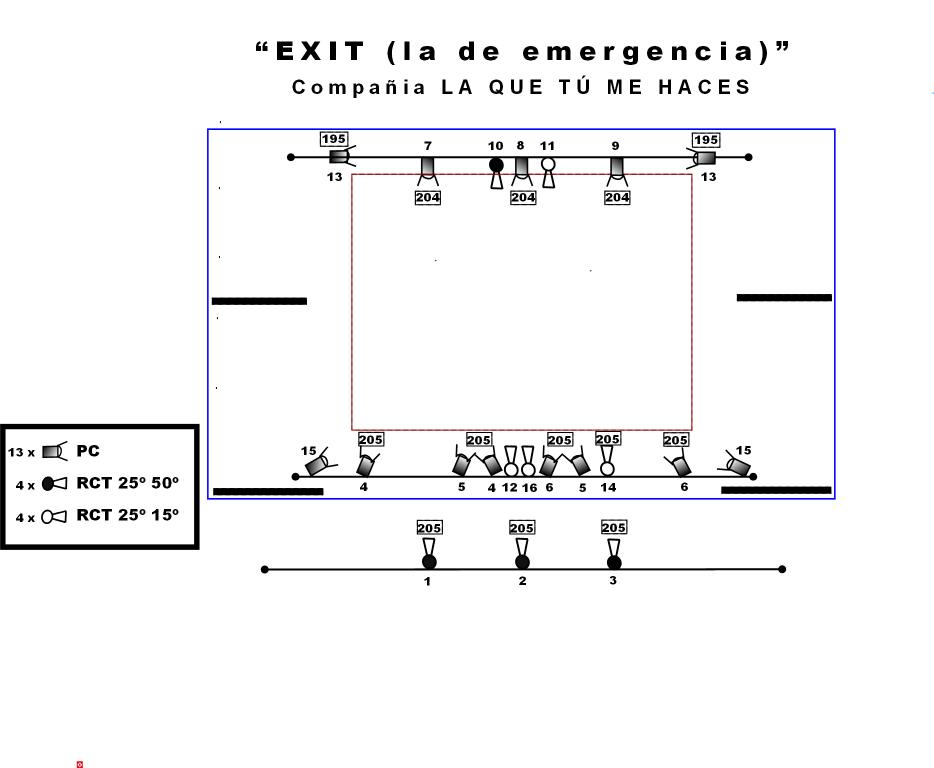 “EXIT (la de emergencia)”
Compañia LA QUE TÚ ME HACES
195 7 10 8 11 9 195
13 13
204 204 204
205 205 205 205 205
15 15
4 5 4 12 16 6 5 14 6
13 x PC
4 x RCT 25º 50º
4 x RCT 25º 15º
205 205 205
1 2 3